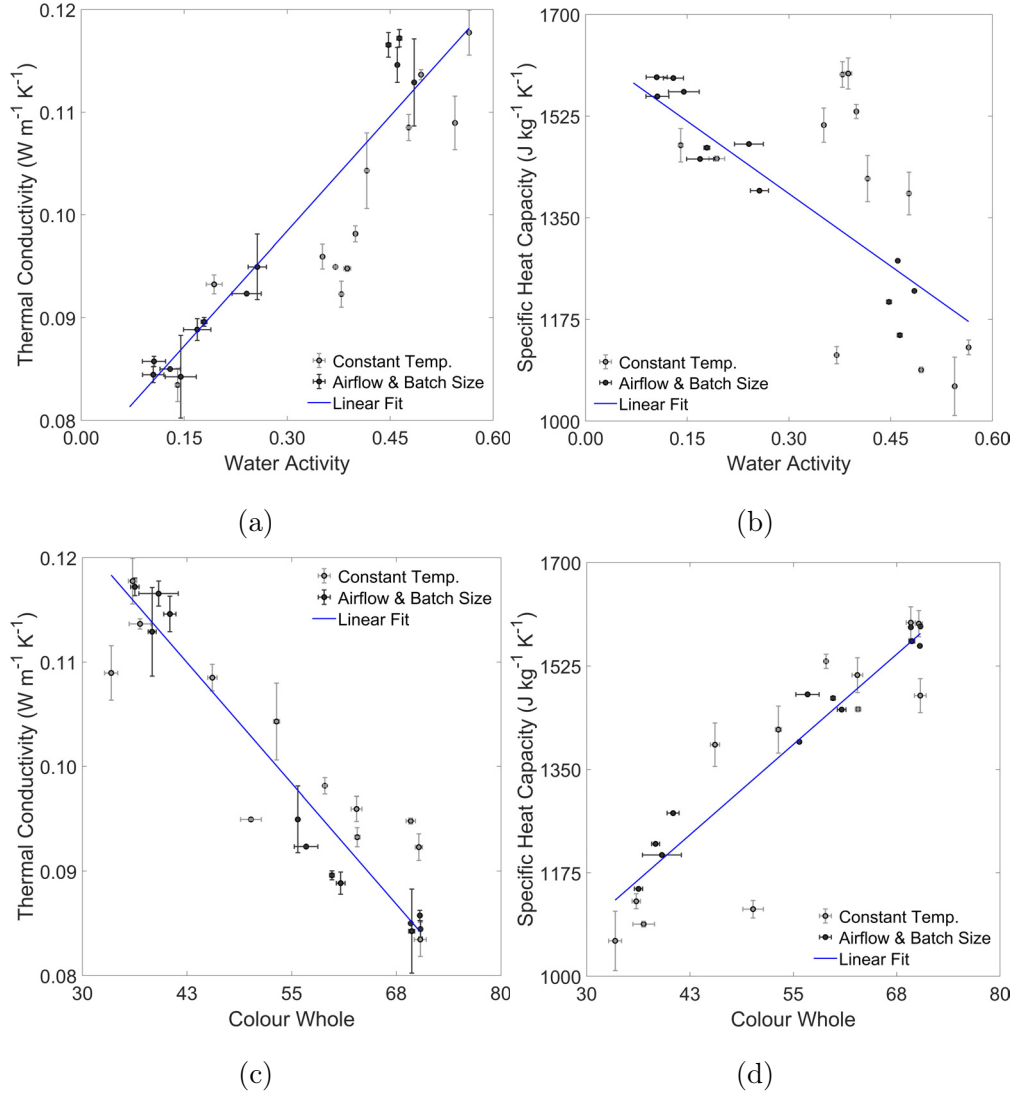 0.12
0.11
0.10
0.09
0.08
Thermal Conductivity (W m⁻¹ K⁻¹)
Constant Temp.
Airflow & Batch Size
Linear Fit
0.00 0.15 0.30 0.45 0.60
Water Activity
(a)
1700
1525
1350
1175
1000
Specific Heat Capacity (J kg⁻¹ K⁻¹)
Constant Temp.
Airflow & Batch Size
Linear Fit
0.00 0.15 0.30 0.45 0.60
Water Activity
(b)
0.12
0.11
0.10
0.09
0.08
Thermal Conductivity (W m⁻¹ K⁻¹)
Constant Temp.
Airflow & Batch Size
Linear Fit
30 43 55 68 80
Colour Whole
(c)
1700
1525
1350
1175
1000
Specific Heat Capacity (J kg⁻¹ K⁻¹)
Constant Temp.
Airflow & Batch Size
Linear Fit
30 43 55 68 80
Colour Whole
(d)